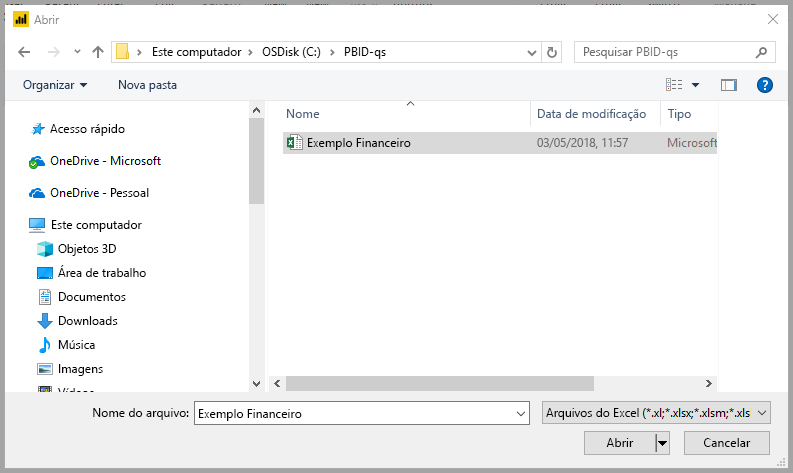 Abrir
Este computador > OSDisk (C:) > PBID-qs
Pesquisar PBID-qs
Organizar
Nova pasta
?
Nome
Data de modificação
Tipo
Exemplo Financeiro
03/05/2018, 11:57
Microsoft
Acesso rápido
OneDrive - Microsoft
OneDrive - Pessoal
Este computador
Objetos 3D
Área de trabalho
Documentos
Downloads
Música
Imagens
Vídeos
Nome do arquivo:
Exemplo Financeiro
Arquivos do Excel (*.xl;*.xlsx;*.xlsm;*.xls
Abrir
Cancelar